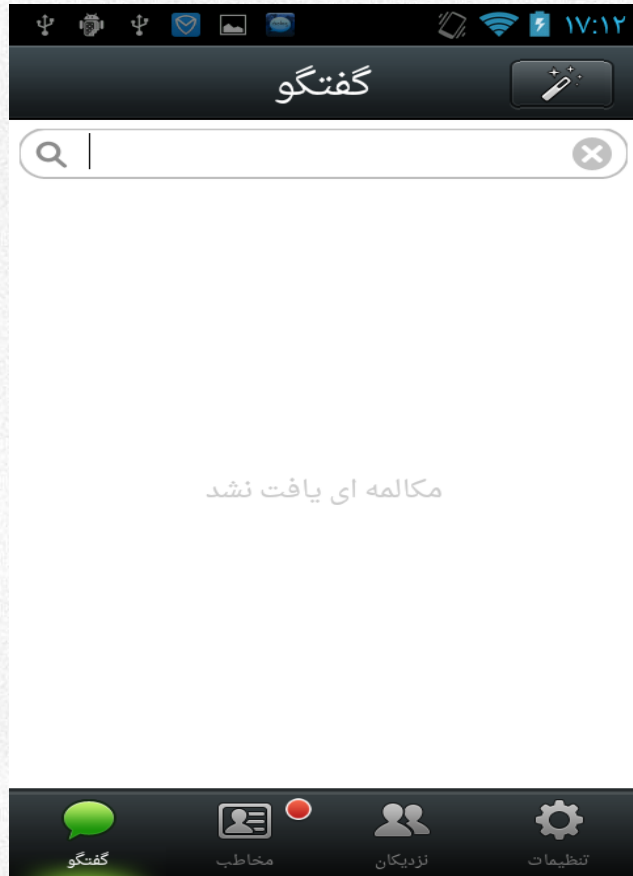 ۱۷:۱۲
گفتگو
مکالمه ای یافت نشد
گفتگو
مخاطب
نزدیکان
تنظیمات